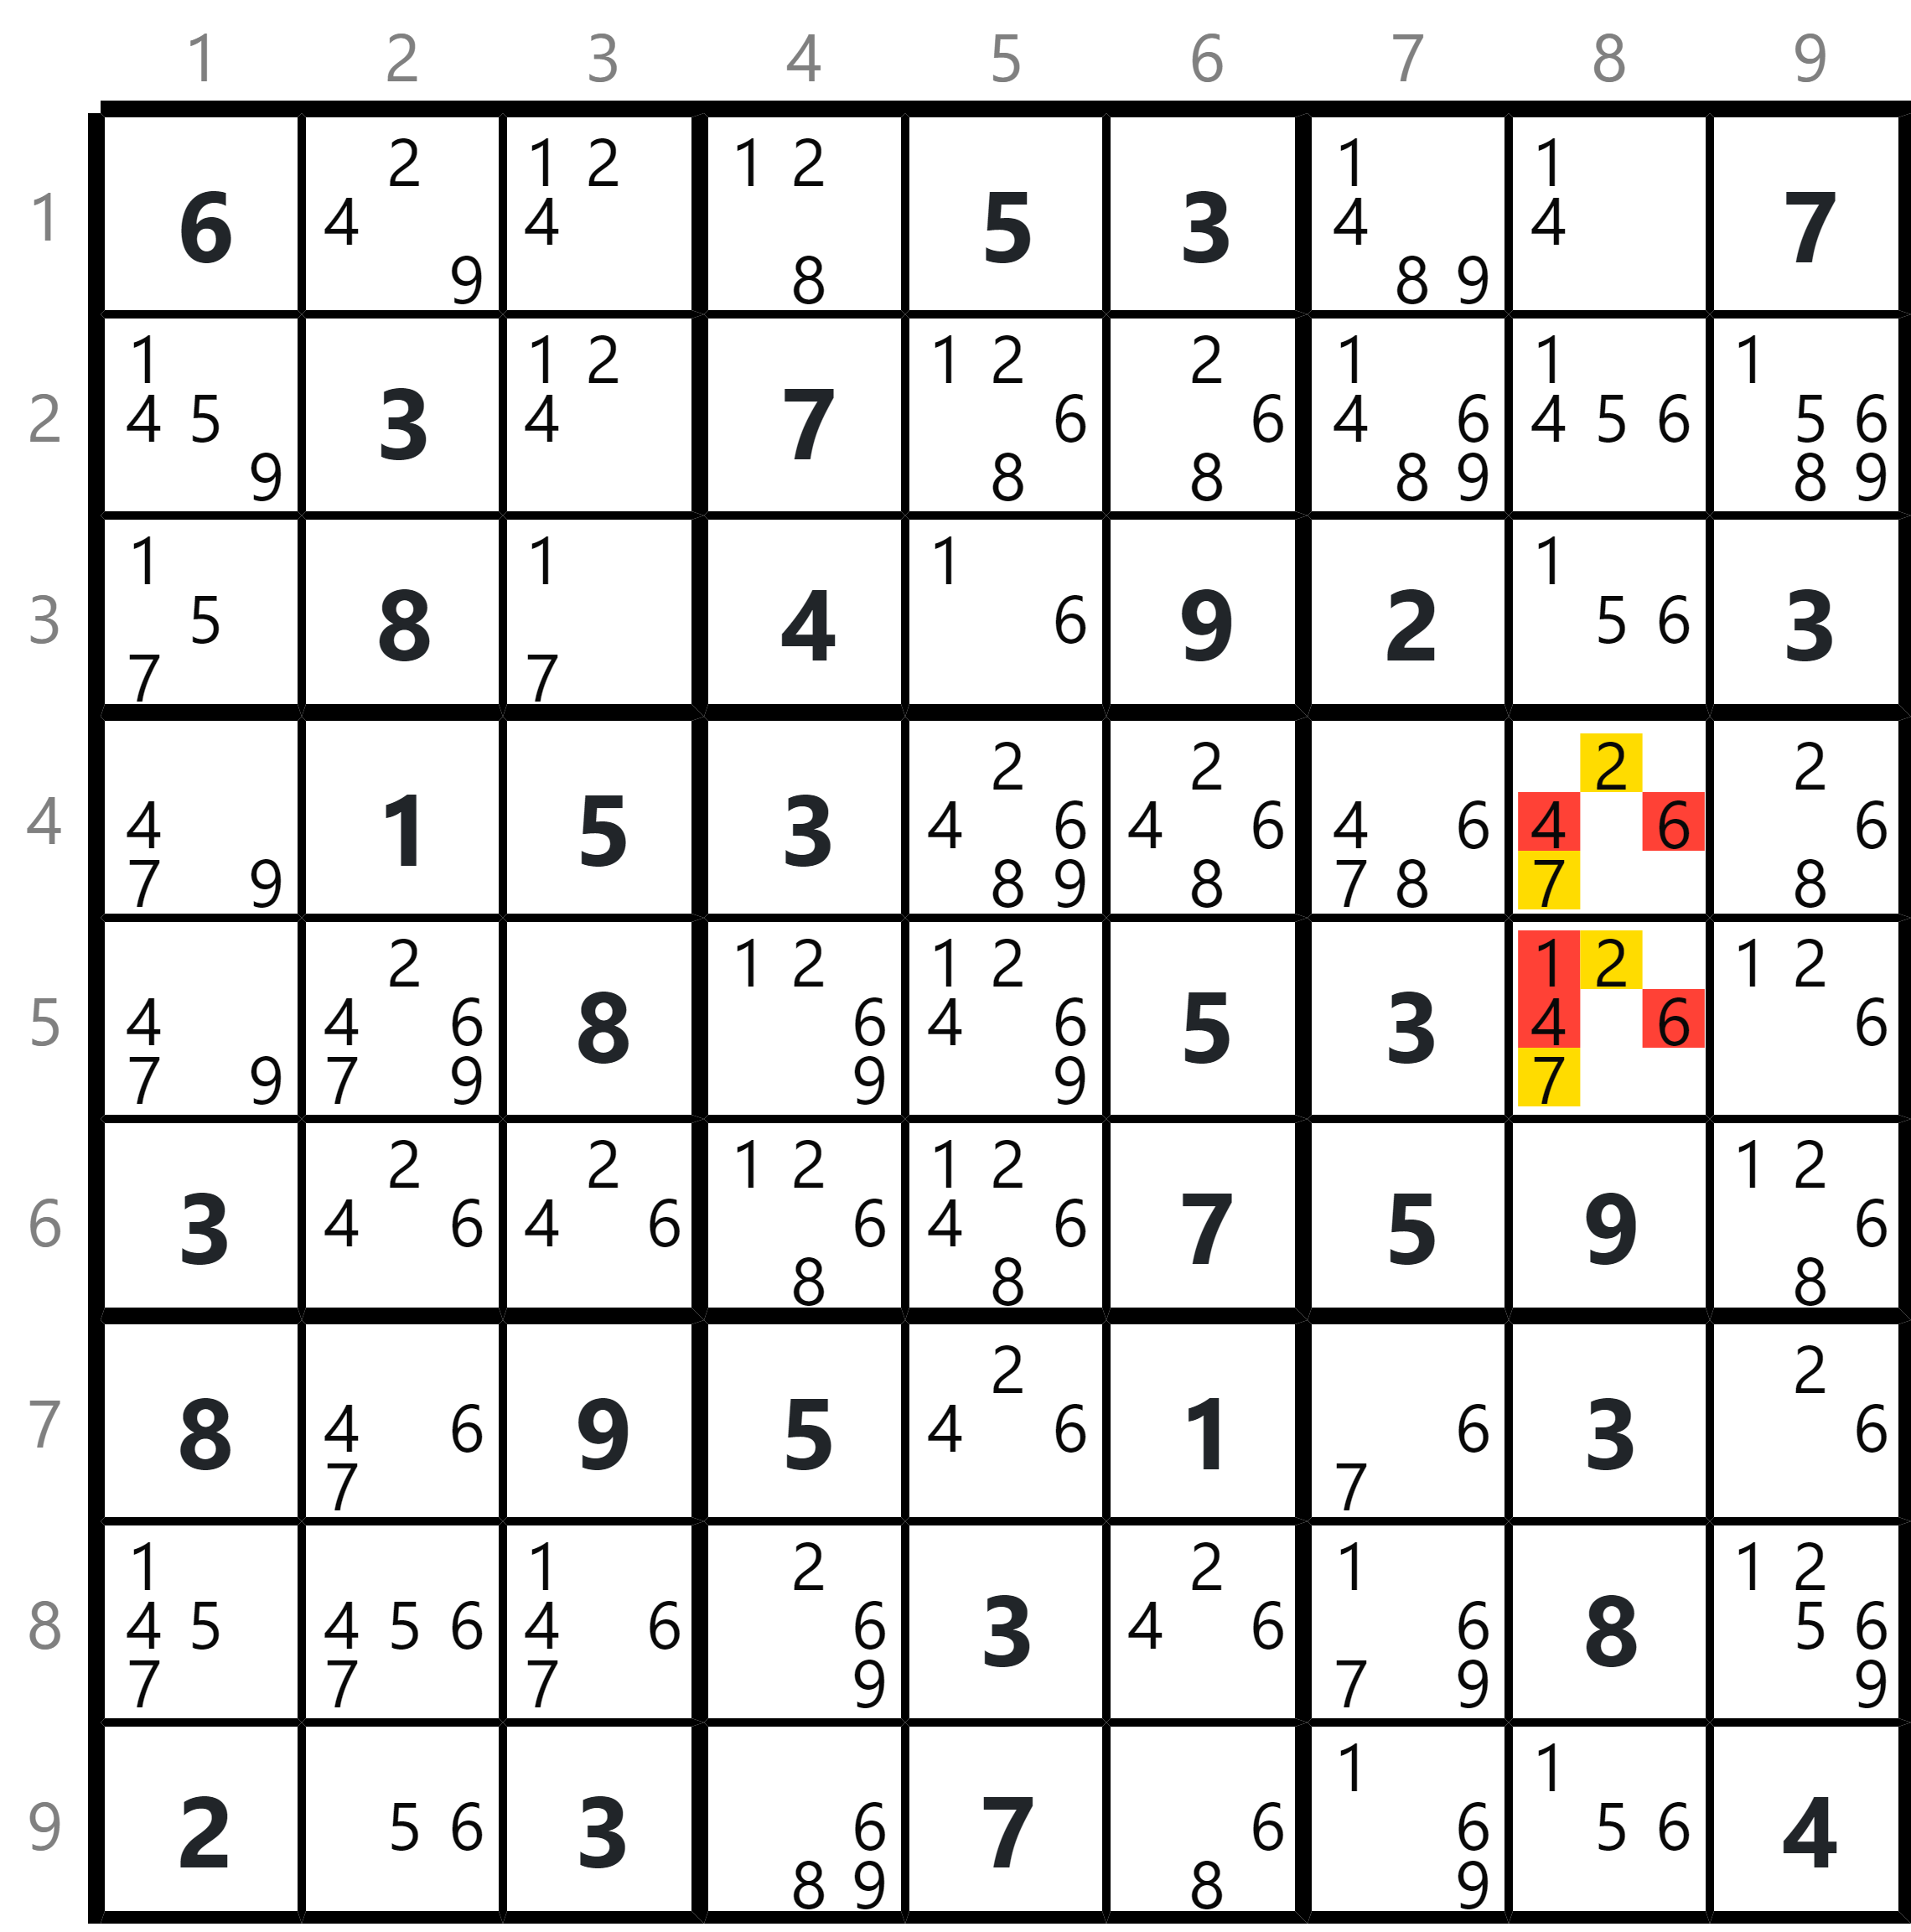 1 2 3 4 5 6 7 8 9
2 1 2 1 2 1 1
1 6 4 4 5 3 4 4 7
9 8 8 9
1 1 2 1 2 2 1 1 1
2 4 5 3 4 7 6 6 4 6 4 5 6 5 6
9 8 8 8 9 8 9
1 1 1 1
3 5 8 4 6 9 2 5 6 3
7 7
2 2 2 2
4 4 1 5 3 4 6 4 6 4 6 4 6 6
7 9 8 9 8 7 8 7 8
2 1 2 1 2 1 2 1 2
5 4 4 6 8 6 4 6 5 3 4 6 6
7 9 7 9 9 9 7
2 2 1 2 1 2 1 2
6 3 4 6 4 6 6 4 6 7 5 9 6
8 8 8
2 2
7 8 4 6 9 5 4 6 1 6 3 6
7 7
1 1 2 2 1 1 2
8 4 5 4 5 6 4 6 6 3 4 6 6 8 5 6
7 7 7 9 7 9 9
1 1
9 2 5 6 3 6 7 6 6 5 6 4
8 9 8 9